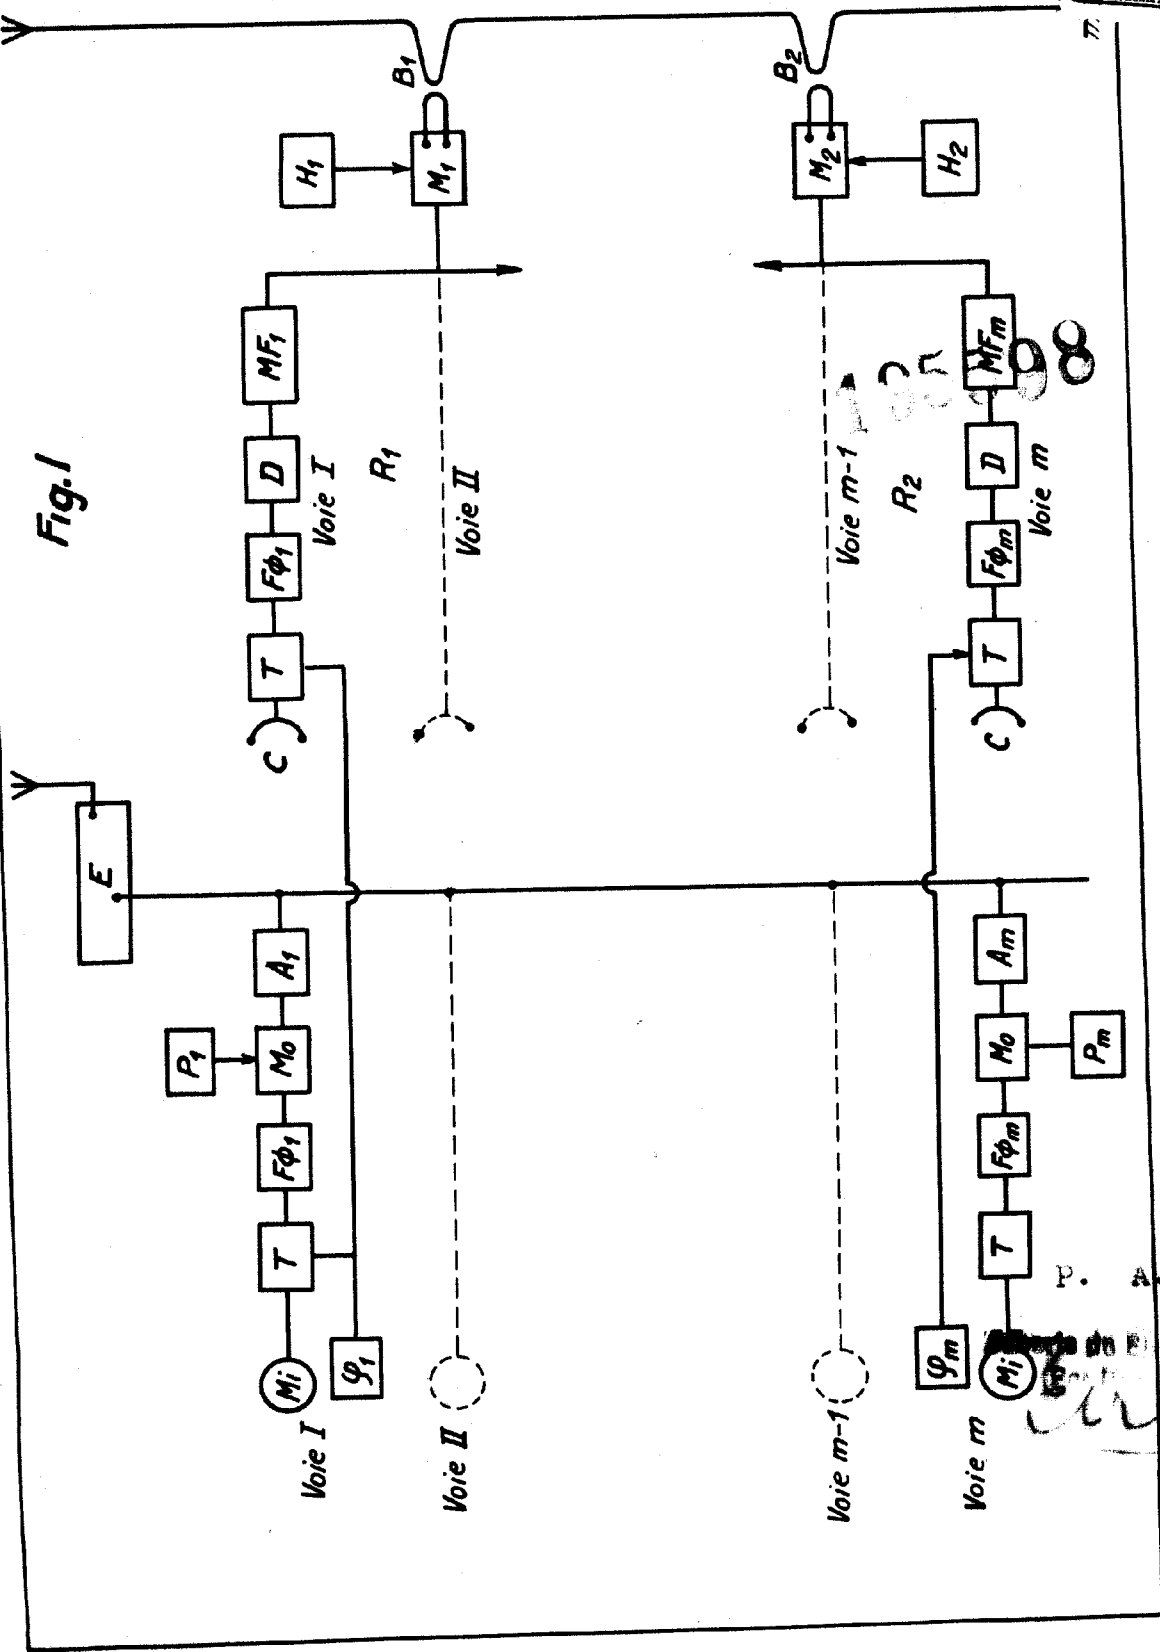 Fig.1
E
P1
Mi
T
Fφ1
Mo
A1
Voie I
φ1
C
T
Fφ1
D
MF1
Voie I
H1
M1
B1
R1
Voie II
Voie II
Voie m-1
Voie m-1
R2
M2
B2
H2
φm
C
T
Fφm
D
MFm
Voie m
Voie m
Mi
T
Fφm
Mo
Am
Pm
P. A.